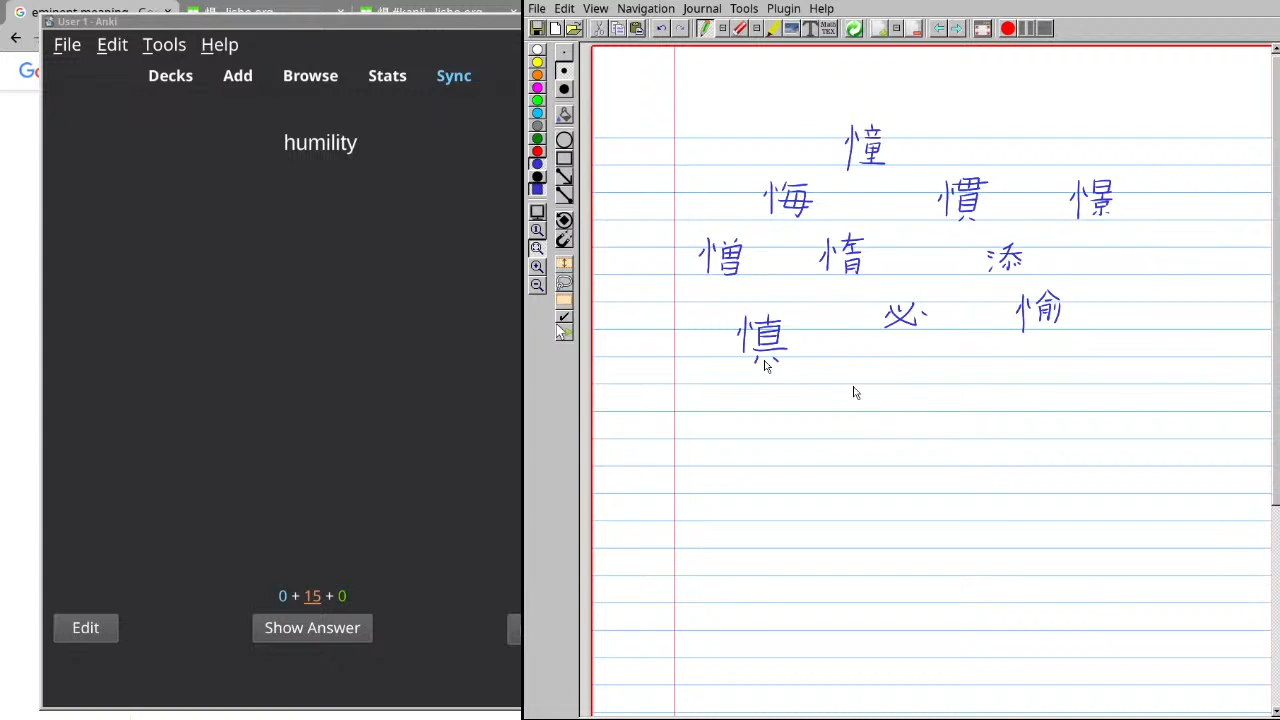 User 1 - Anki
File Edit Tools Help
Decks Add Browse Stats Sync
humility
0 + 15 + 0
Edit Show Answer
File Edit View Navigation Journal Tools Plugin Help
憧
悔 慣 憬
憎 惰 添
必 愉
慎